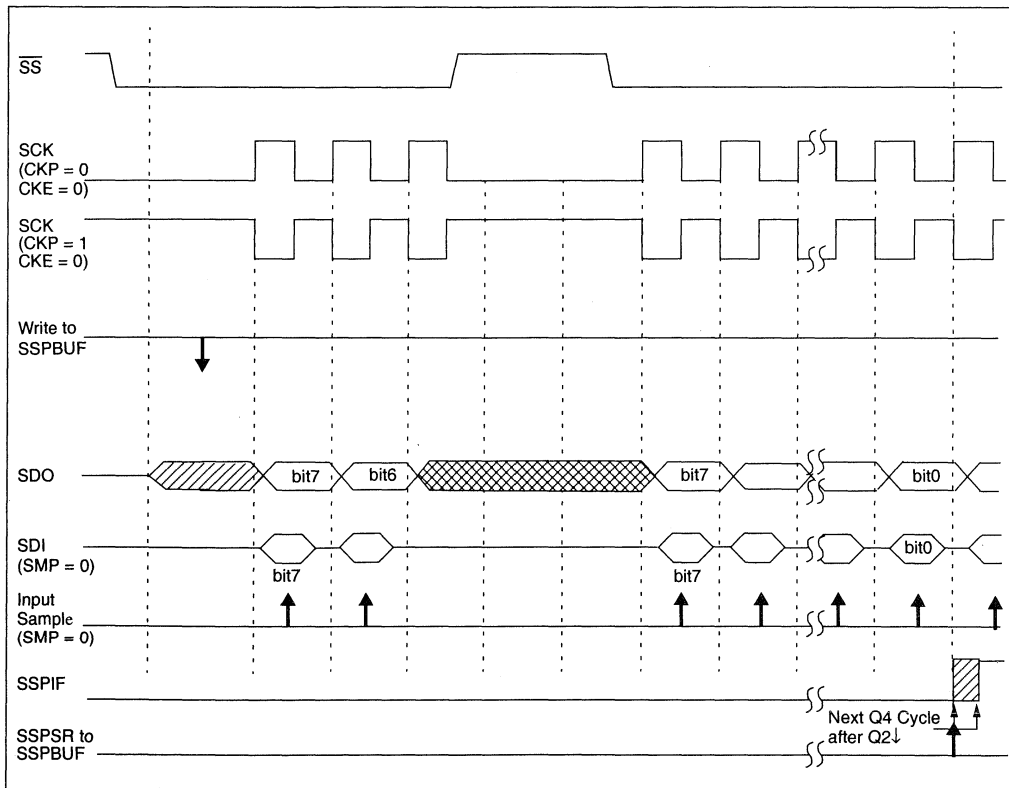 SS
SCK
(CKP = 0
CKE = 0)
SCK
(CKP = 1
CKE = 0)
Write to
SSPBUF
SDO
bit7
bit6
bit7
bit0
SDI
(SMP = 0)
bit7
bit7
bit0
Input
Sample
(SMP = 0)
SSPIF
Next Q4 Cycle
after Q2↓
SSPSR to
SSPBUF